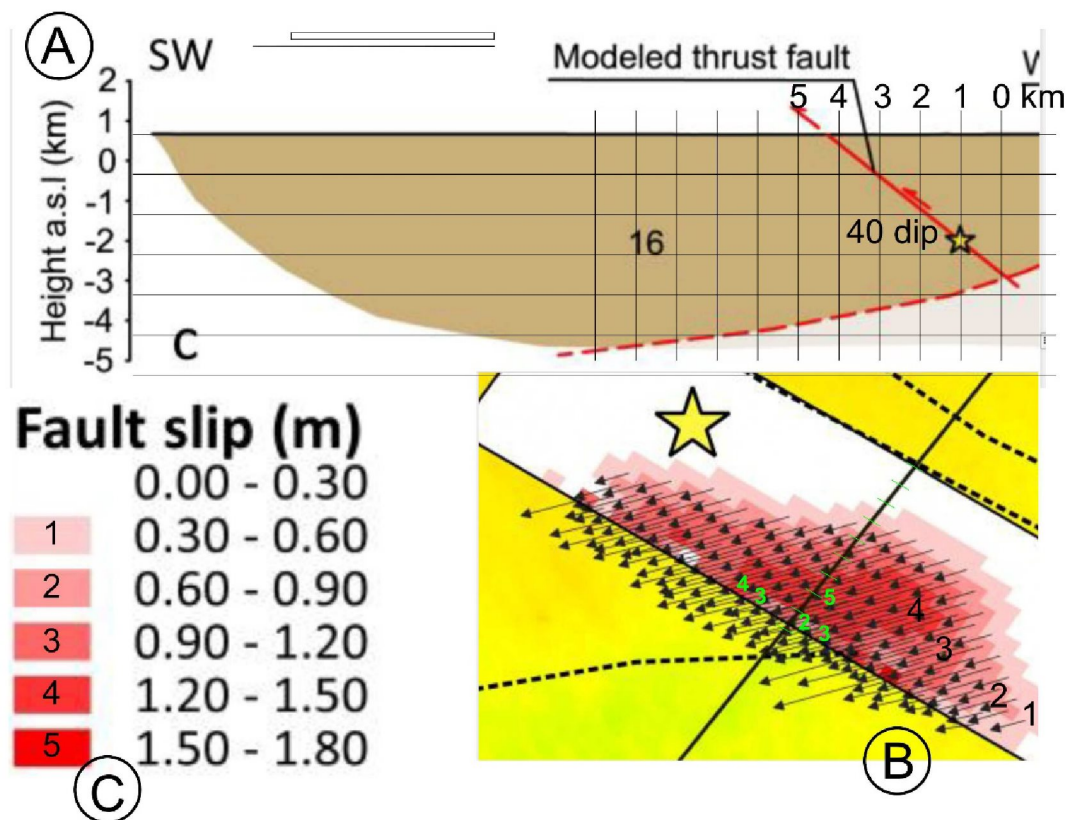 A
SW
Modeled thrust fault
5 4 3 2 1 0 km
2
1
0
-1
-2
-3
-4
-5
Height a.s.l (km)
16
40 dip
C
Fault slip (m)
0.00 - 0.30
1 0.30 - 0.60
2 0.60 - 0.90
3 0.90 - 1.20
4 1.20 - 1.50
5 1.50 - 1.80
C
4
3
5
2
3
4
3
2
1
B